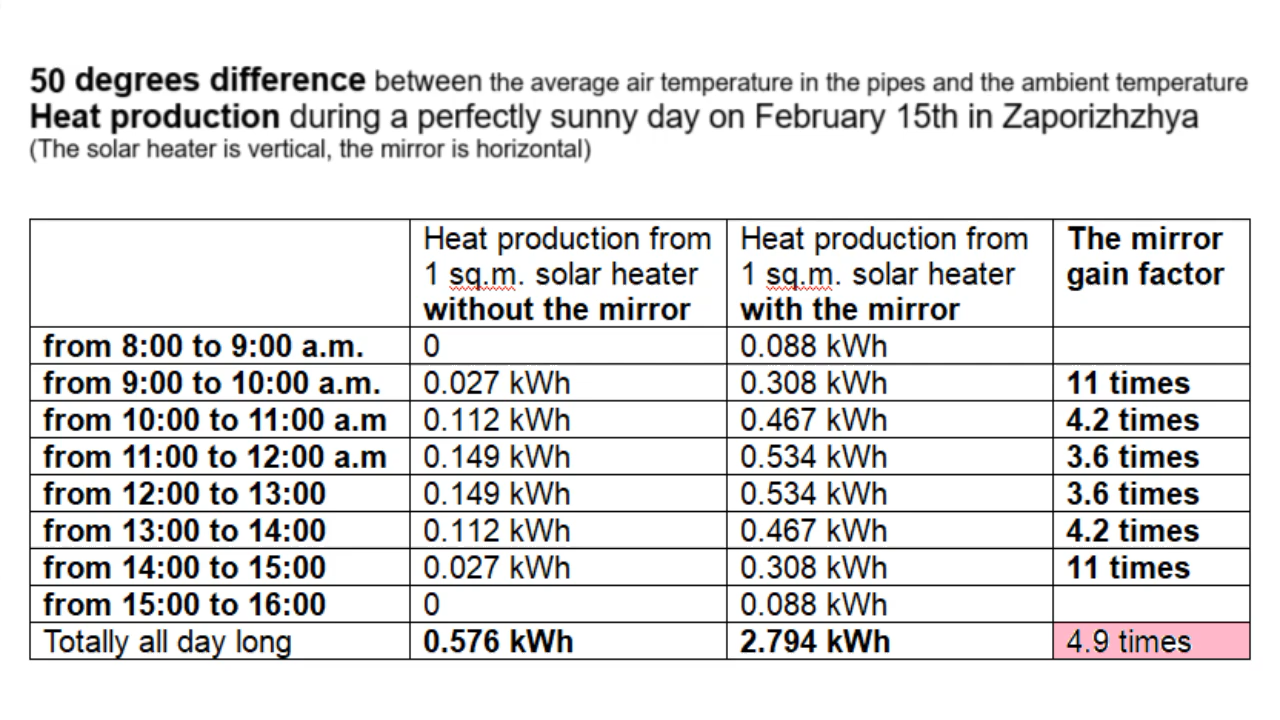 50 degrees difference between the average air temperature in the pipes and the ambient temperature
Heat production during a perfectly sunny day on February 15th in Zaporizhzhya
(The solar heater is vertical, the mirror is horizontal)
Heat production from 1 sq.m. solar heater without the mirror | Heat production from 1 sq.m. solar heater with the mirror | The mirror gain factor
from 8:00 to 9:00 a.m. 0 0.088 kWh
from 9:00 to 10:00 a.m. 0.027 kWh 0.308 kWh 11 times
from 10:00 to 11:00 a.m 0.112 kWh 0.467 kWh 4.2 times
from 11:00 to 12:00 a.m 0.149 kWh 0.534 kWh 3.6 times
from 12:00 to 13:00 0.149 kWh 0.534 kWh 3.6 times
from 13:00 to 14:00 0.112 kWh 0.467 kWh 4.2 times
from 14:00 to 15:00 0.027 kWh 0.308 kWh 11 times
from 15:00 to 16:00 0 0.088 kWh
Totally all day long 0.576 kWh 2.794 kWh 4.9 times